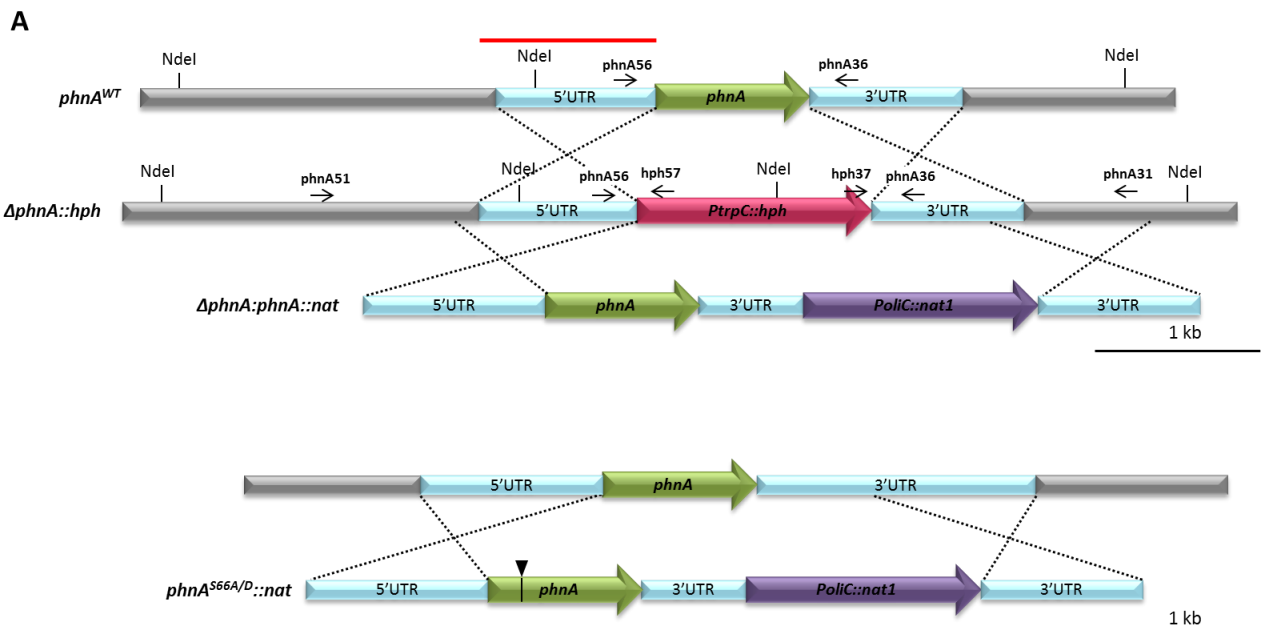 A
NdeI NdeI phnA56 phnA36 NdeI
phnA^WT 5'UTR phnA 3'UTR
NdeI phnA51 NdeI phnA56 hph57 NdeI hph37 phnA36 phnA31 NdeI
ΔphnA::hph 5'UTR PtrpC::hph 3'UTR
ΔphnA:phnA::nat 5'UTR phnA 3'UTR PoliC::nat1 3'UTR
1 kb
5'UTR phnA 3'UTR
phnA^S66A/D::nat 5'UTR phnA 3'UTR PoliC::nat1 3'UTR
1 kb